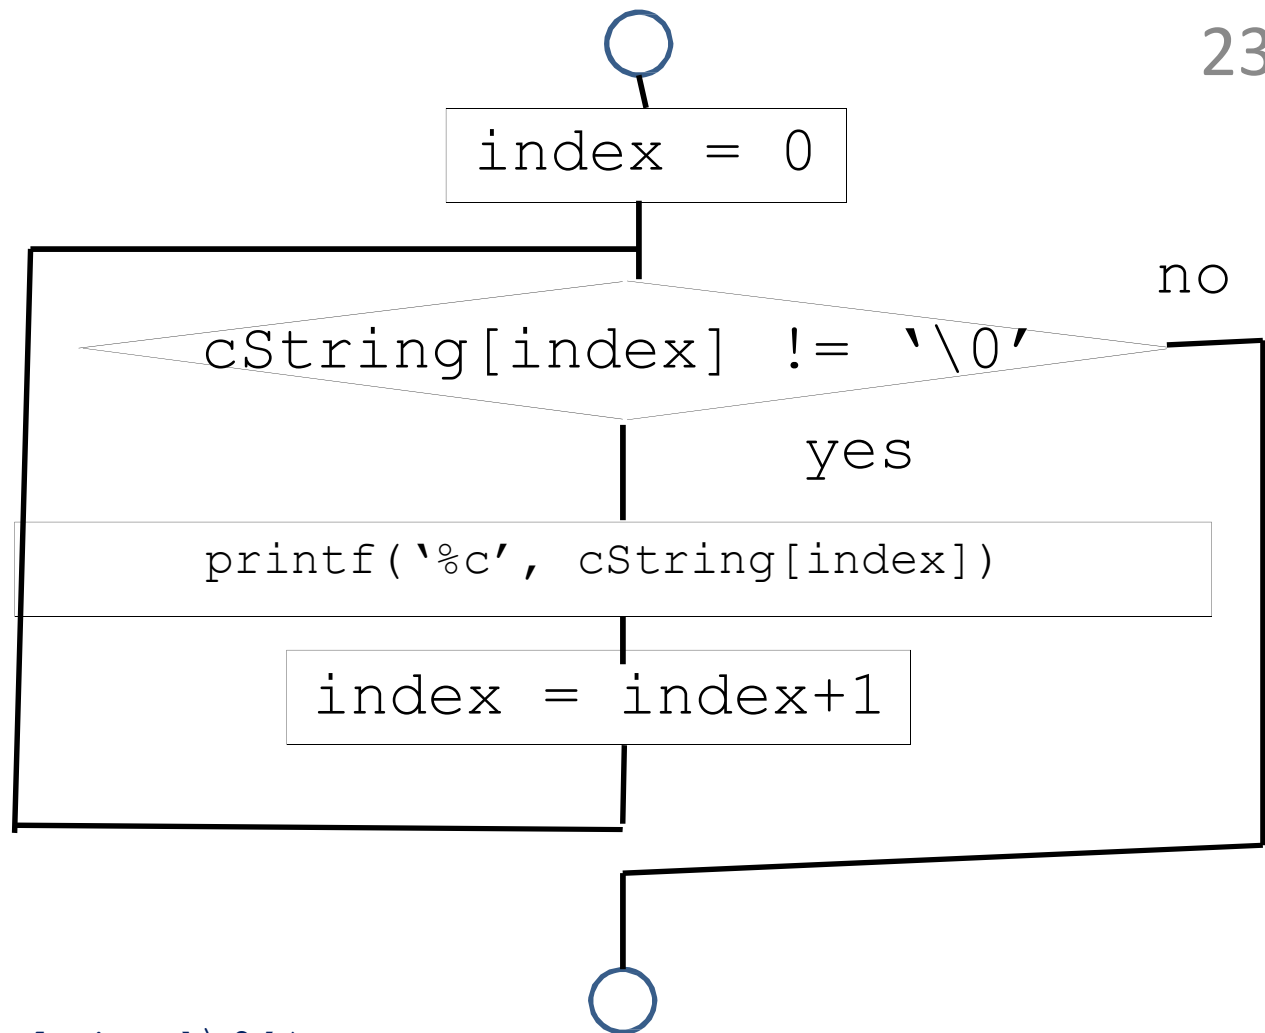 23
index = 0
no
cString[index] != ‘\0’
yes
printf(‘%c’, cString[index])
index = index+1